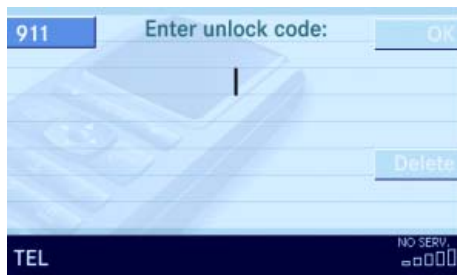 911
Enter unlock code:
OK
Delete
NO SERV.
TEL